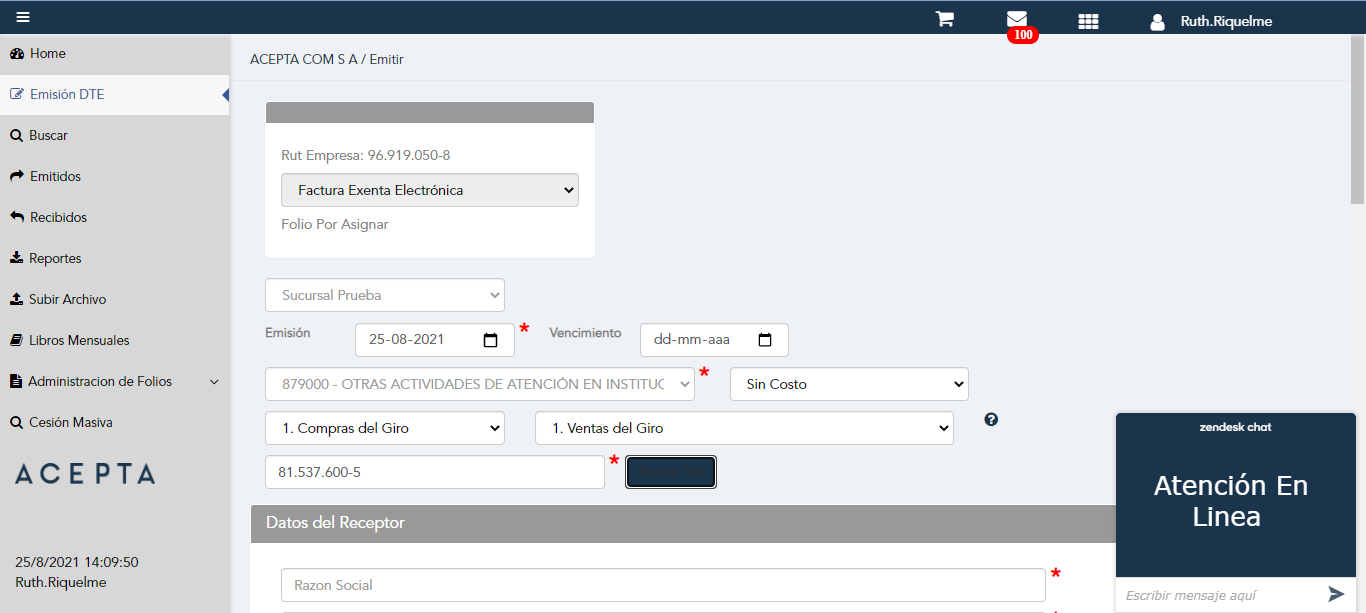 Ruth.Riquelme
100
Home
ACEPTA COM S A / Emitir
Emisión DTE
Buscar
Emitidos
Recibidos
Reportes
Subir Archivo
Libros Mensuales
Administracion de Folios
Cesión Masiva
ACEPTA
25/8/2021 14:09:50
Ruth.Riquelme
Rut Empresa: 96.919.050-8
Factura Exenta Electrónica
Folio Por Asignar
Sucursal Prueba
Emisión 25-08-2021 * Vencimiento dd-mm-aaa
879000 - OTRAS ACTIVIDADES DE ATENCIÓN EN INSTITUC * Sin Costo
1. Compras del Giro 1. Ventas del Giro
81.537.600-5 *
Datos del Receptor
Razon Social *
zendesk chat
Atención En
Linea
Escribir mensaje aquí